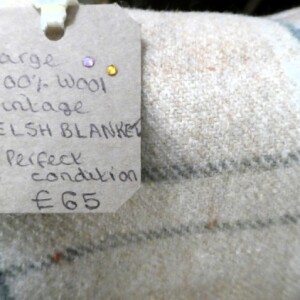 arge
00% Wool
intage
ELSH BLANKET
Perfect
condition
£65